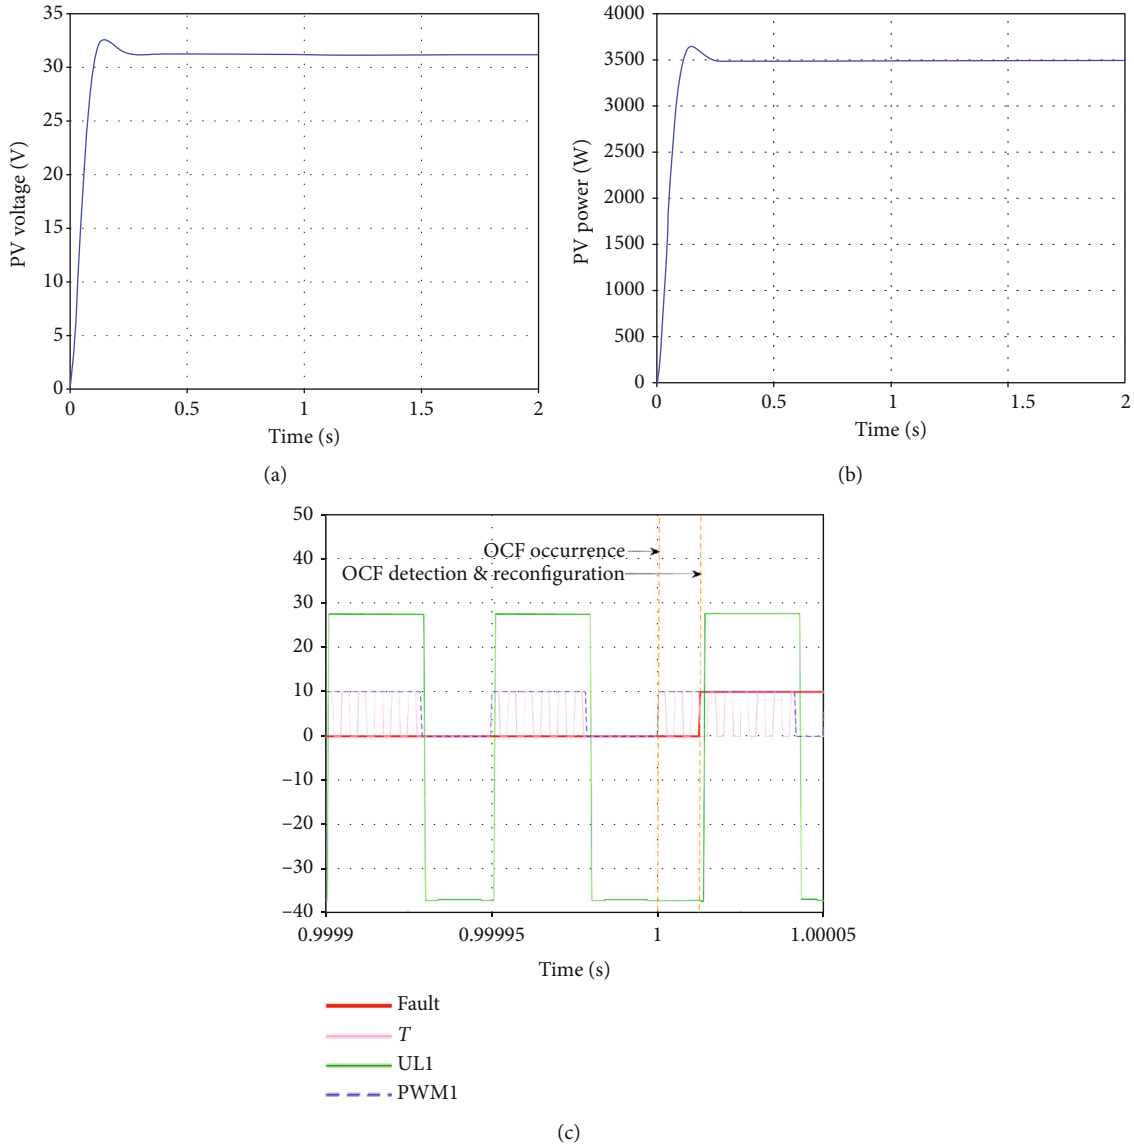 35
30
25
20
15
10
5
0
PV voltage (V)
0 0.5 1 1.5 2
Time (s)
(a)
4000
3500
3000
2500
2000
1500
1000
500
0
PV power (W)
0 0.5 1 1.5 2
Time (s)
(b)
50
40
30
20
10
0
−10
−20
−30
−40
OCF occurrence
OCF detection & reconfiguration
0.9999 0.99995 1 1.00005
Time (s)
Fault
T
UL1
PWM1
(c)